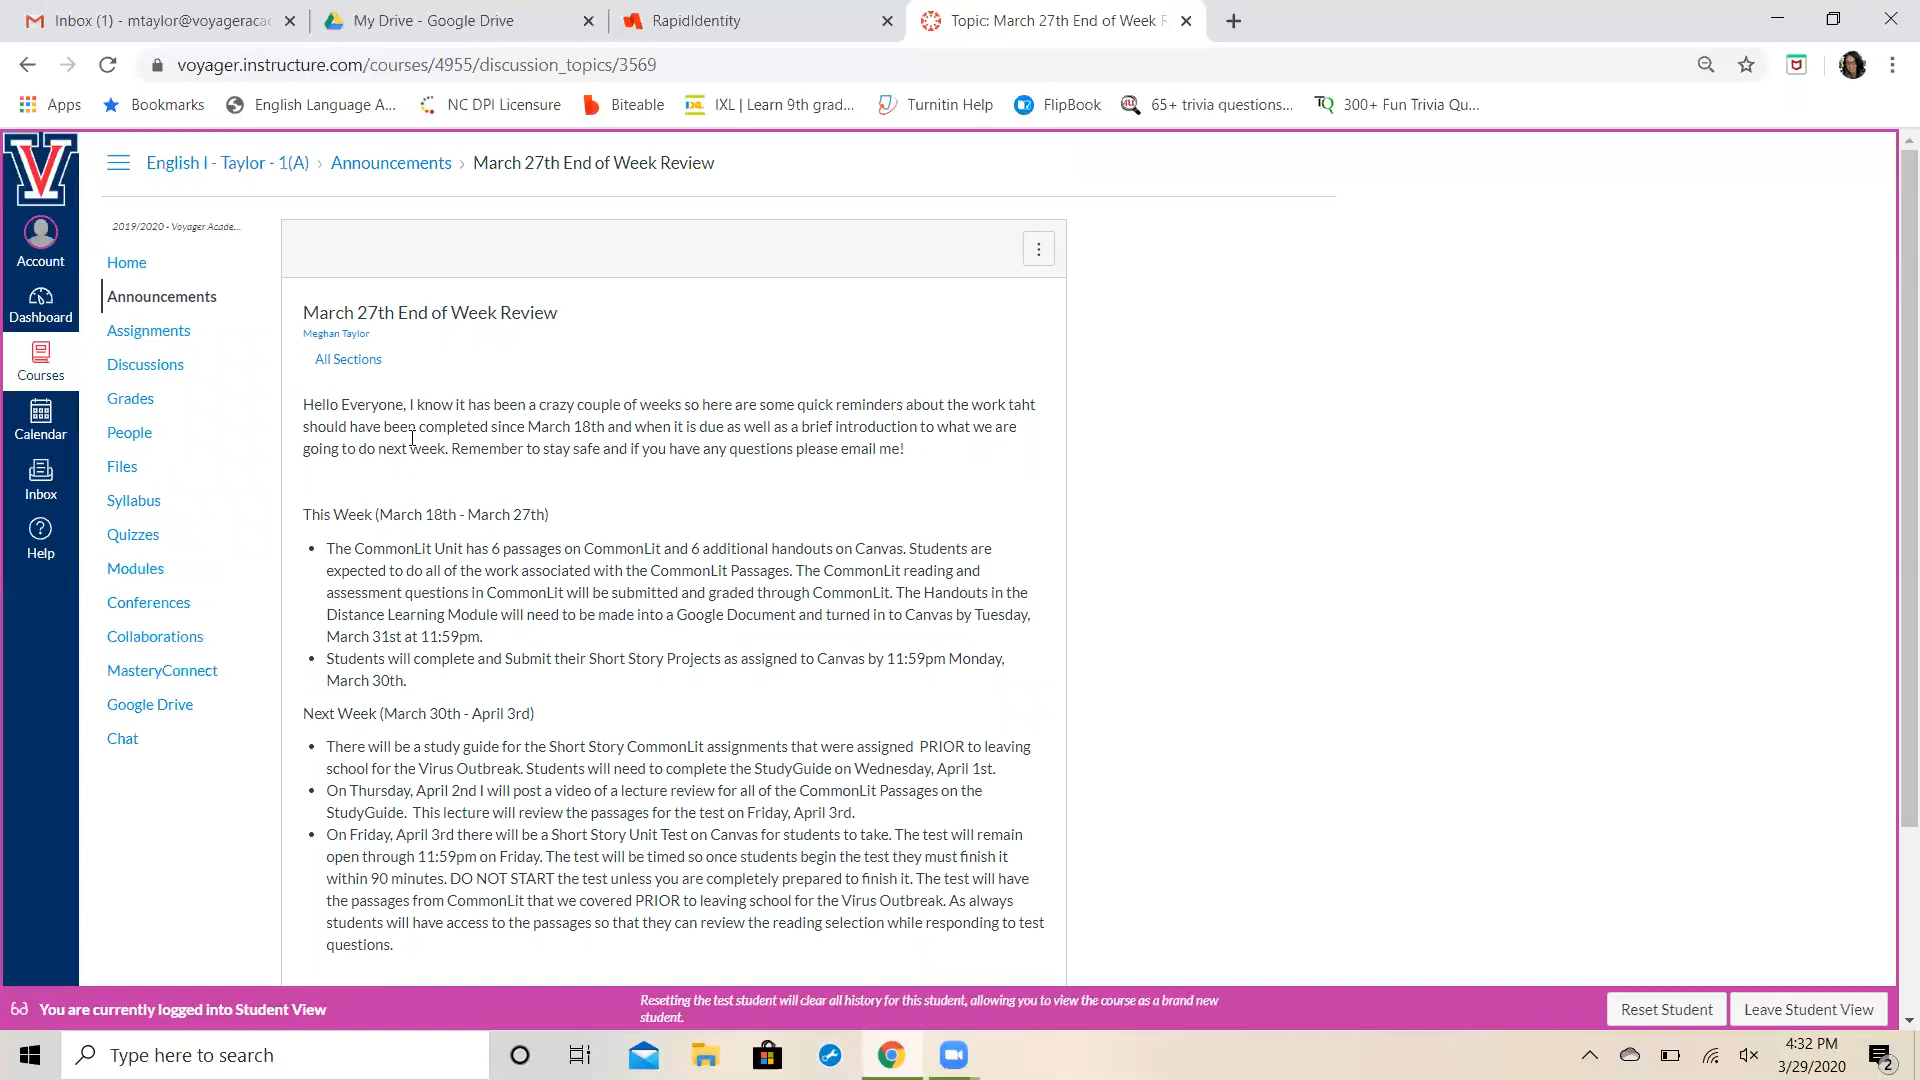 Inbox (1) - mtaylor@voyageraca
My Drive - Google Drive
RapidIdentity
Topic: March 27th End of Week R
voyager.instructure.com/courses/4955/discussion_topics/3569
Apps
Bookmarks
English Language A...
NC DPI Licensure
Biteable
IXL | Learn 9th grad...
Turnitin Help
FlipBook
65+ trivia questions...
300+ Fun Trivia Qu...
English I - Taylor - 1(A) › Announcements › March 27th End of Week Review
2019/2020 - Voyager Acade...
Account
Dashboard
Courses
Calendar
Inbox
Help
Home
Announcements
Assignments
Discussions
Grades
People
Files
Syllabus
Quizzes
Modules
Conferences
Collaborations
MasteryConnect
Google Drive
Chat
March 27th End of Week Review
Meghan Taylor
All Sections
Hello Everyone, I know it has been a crazy couple of weeks so here are some quick reminders about the work taht
should have been completed since March 18th and when it is due as well as a brief introduction to what we are
going to do next week. Remember to stay safe and if you have any questions please email me!
This Week (March 18th - March 27th)
• The CommonLit Unit has 6 passages on CommonLit and 6 additional handouts on Canvas. Students are
expected to do all of the work associated with the CommonLit Passages. The CommonLit reading and
assessment questions in CommonLit will be submitted and graded through CommonLit. The Handouts in the
Distance Learning Module will need to be made into a Google Document and turned in to Canvas by Tuesday,
March 31st at 11:59pm.
• Students will complete and Submit their Short Story Projects as assigned to Canvas by 11:59pm Monday,
March 30th.
Next Week (March 30th - April 3rd)
• There will be a study guide for the Short Story CommonLit assignments that were assigned PRIOR to leaving
school for the Virus Outbreak. Students will need to complete the StudyGuide on Wednesday, April 1st.
• On Thursday, April 2nd I will post a video of a lecture review for all of the CommonLit Passages on the
StudyGuide. This lecture will review the passages for the test on Friday, April 3rd.
• On Friday, April 3rd there will be a Short Story Unit Test on Canvas for students to take. The test will remain
open through 11:59pm on Friday. The test will be timed so once students begin the test they must finish it
within 90 minutes. DO NOT START the test unless you are completely prepared to finish it. The test will have
the passages from CommonLit that we covered PRIOR to leaving school for the Virus Outbreak. As always
students will have access to the passages so that they can review the reading selection while responding to test
questions.
You are currently logged into Student View
Resetting the test student will clear all history for this student, allowing you to view the course as a brand new
student.
Reset Student
Leave Student View
Type here to search
4:32 PM
3/29/2020
2